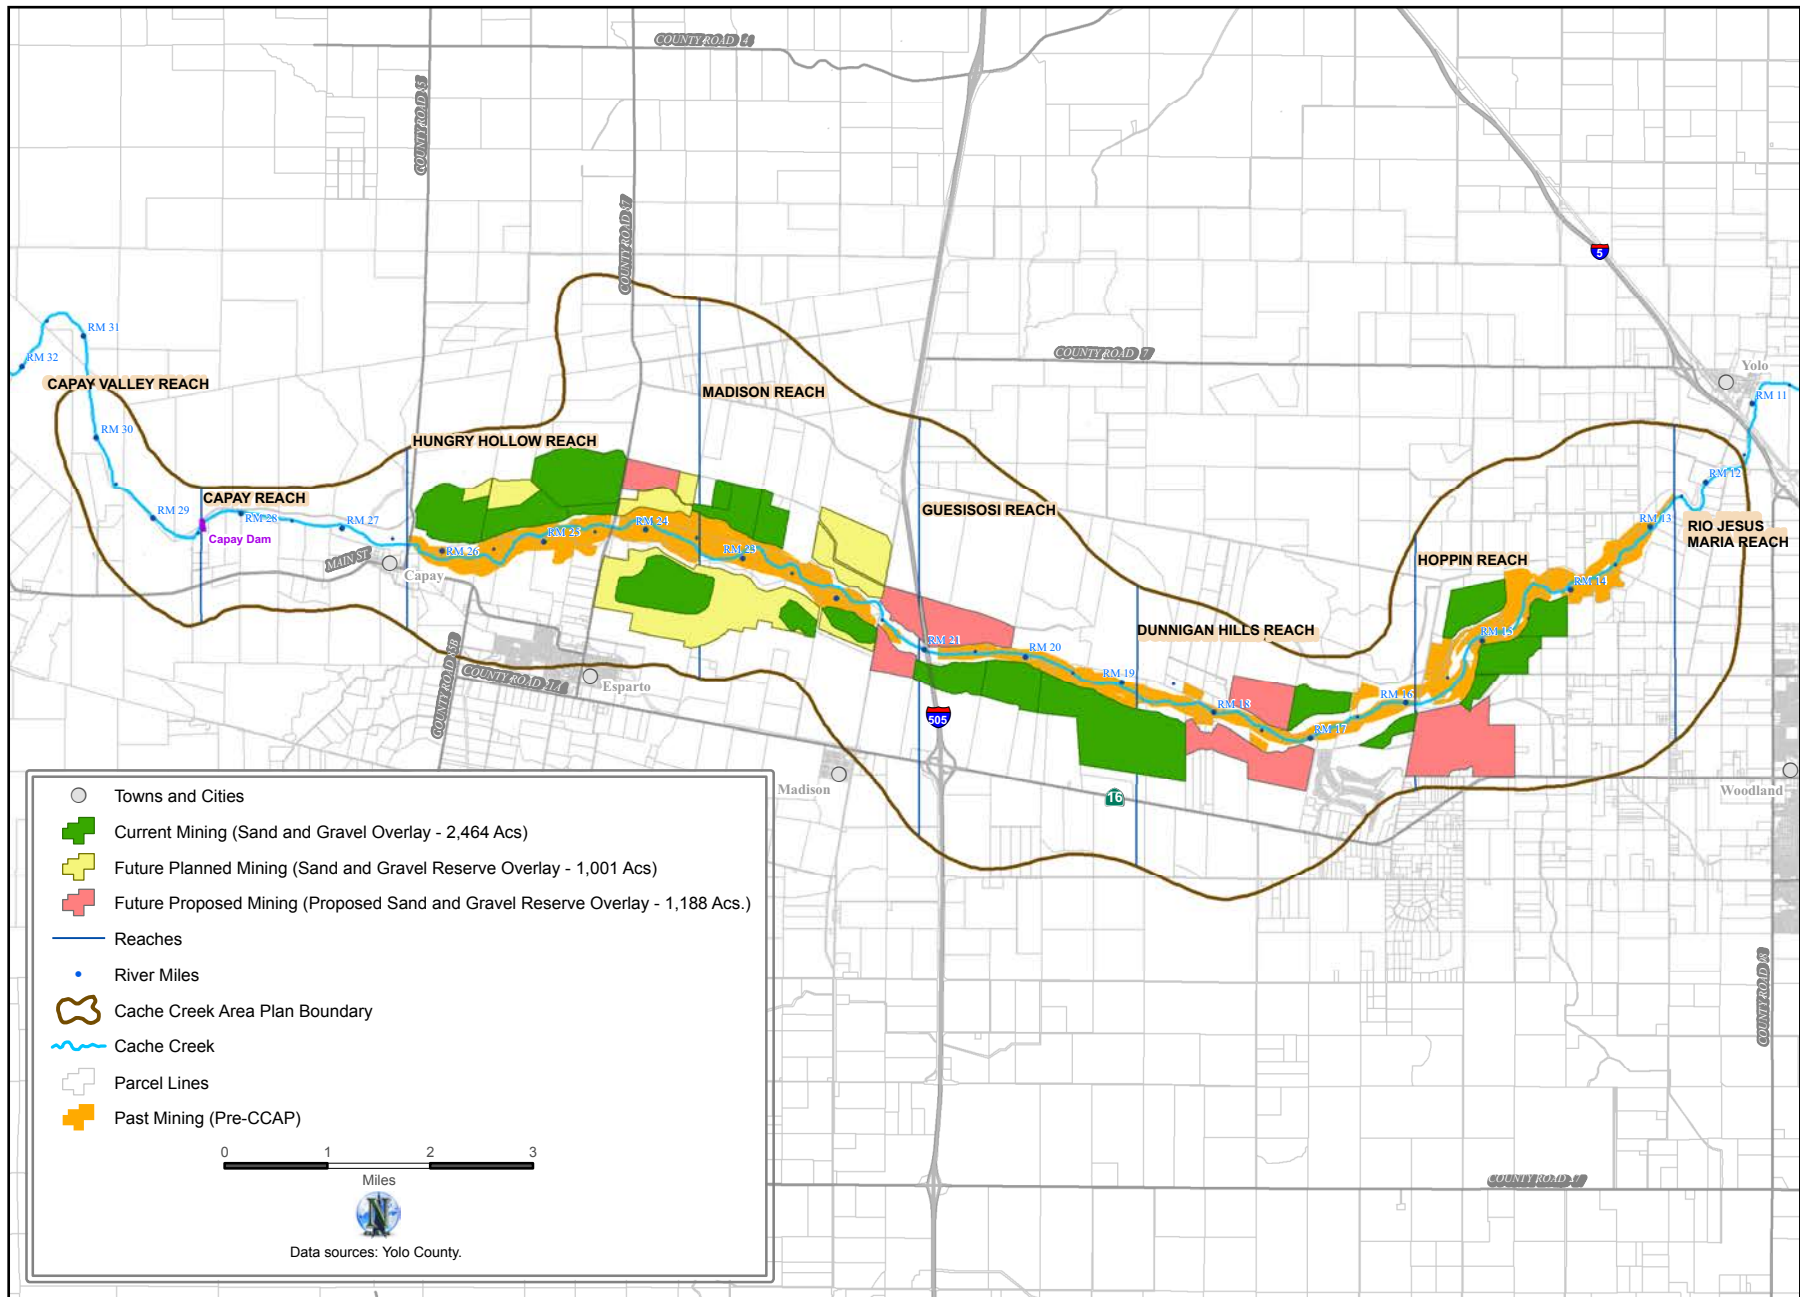 COUNTY ROAD 14
COUNTY ROAD 85
COUNTY ROAD 87
5
RM 31
RM 32
CAPAY VALLEY REACH
COUNTY ROAD 7
Yolo
RM 11
MADISON REACH
RM 30
HUNGRY HOLLOW REACH
CAPAY REACH
RM 29
RM 28
RM 27
Capay Dam
GUESISOSI REACH
RM 12
RM 13
RIO JESUS
MARIA REACH
MAIN ST
Capay
RM 26
RM 25
RM 24
RM 23
HOPPIN REACH
RM 14
DUNNIGAN HILLS REACH
RM 15
RM 21
RM 20
RM 19
RM 18
RM 17
RM 16
COUNTY ROAD 85B
COUNTY ROAD 21A
Esparto
505
Madison
16
Woodland
Towns and Cities
Current Mining (Sand and Gravel Overlay - 2,464 Acs)
Future Planned Mining (Sand and Gravel Reserve Overlay - 1,001 Acs)
Future Proposed Mining (Proposed Sand and Gravel Reserve Overlay - 1,188 Acs.)
Reaches
River Miles
Cache Creek Area Plan Boundary
Cache Creek
Parcel Lines
Past Mining (Pre-CCAP)
0 1 2 3
Miles
N
Data sources: Yolo County.
COUNTY ROAD 98